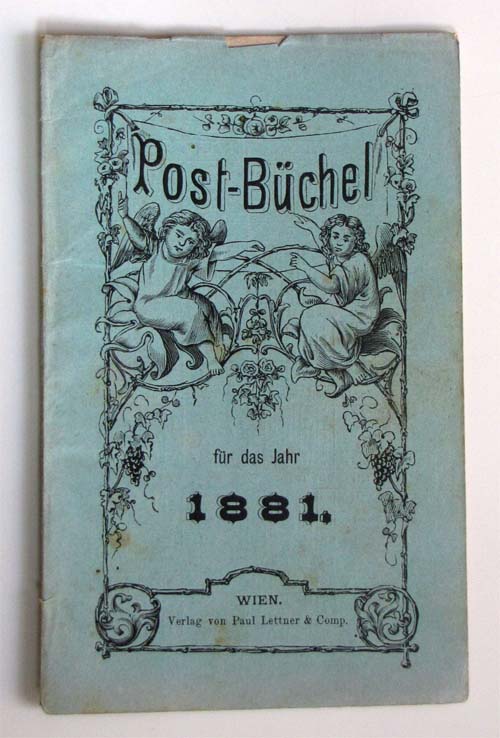 Post-Büchel
für das Jahr
1881.
WIEN.
Verlag von Paul Lettner & Comp.